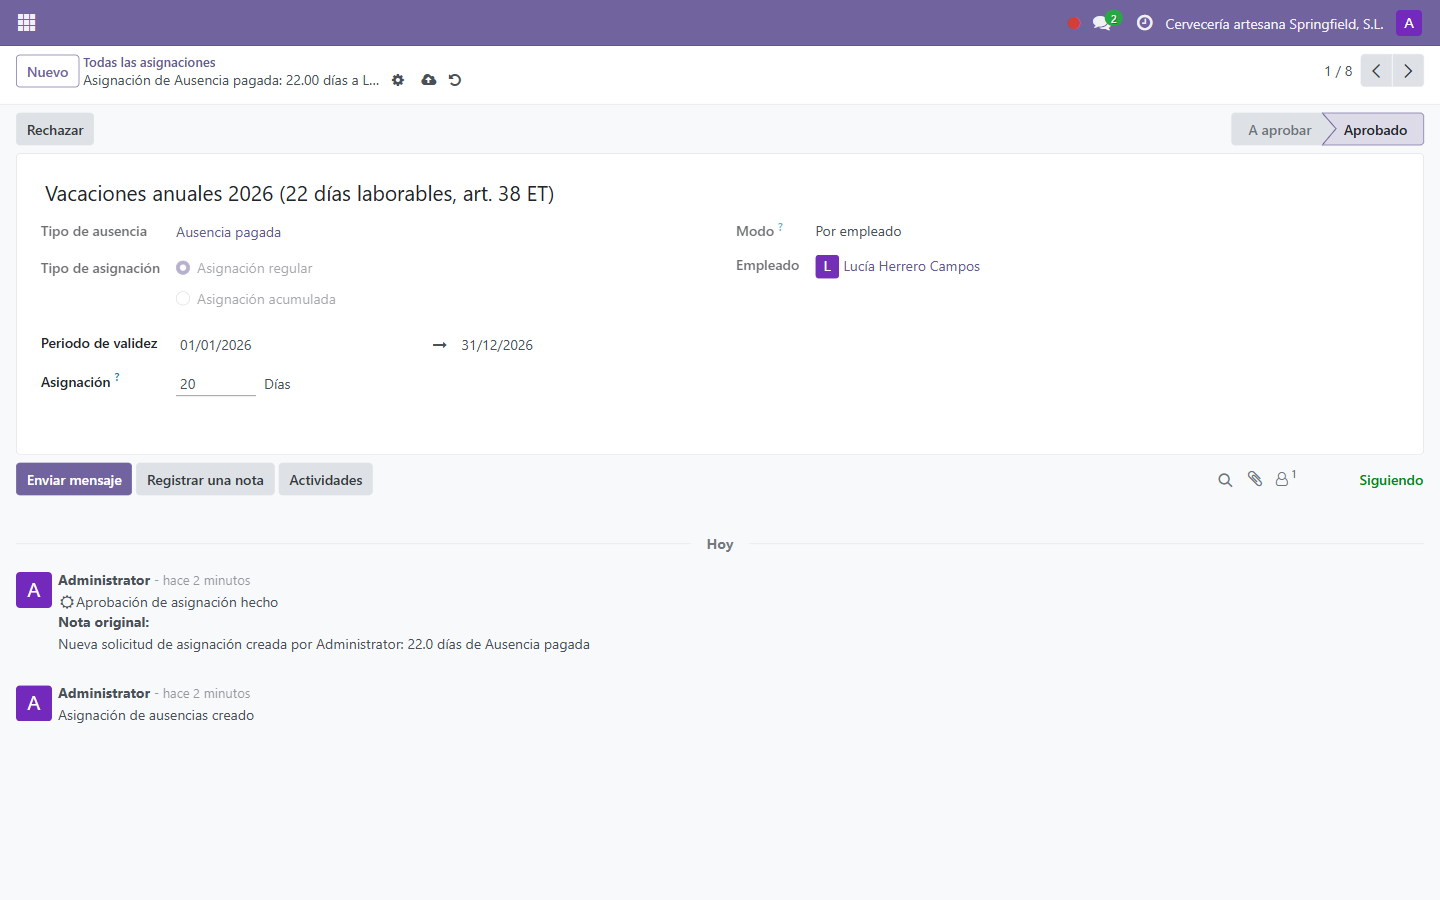 2
Cervecería artesana Springfield, S.L.
A
Nuevo
Todas las asignaciones
Asignación de Ausencia pagada: 22.00 días a L...
1 / 8
Rechazar
A aprobar
Aprobado
Vacaciones anuales 2026 (22 días laborables, art. 38 ET)
Tipo de ausencia
Ausencia pagada
Modo ?
Por empleado
Tipo de asignación
Asignación regular
Empleado
L
Lucía Herrero Campos
Asignación acumulada
Periodo de validez
01/01/2026
31/12/2026
Asignación ?
20
Días
Enviar mensaje
Registrar una nota
Actividades
1
Siguiendo
Hoy
A
Administrator - hace 2 minutos
Aprobación de asignación hecho
Nota original:
Nueva solicitud de asignación creada por Administrator: 22.0 días de Ausencia pagada
A
Administrator - hace 2 minutos
Asignación de ausencias creado